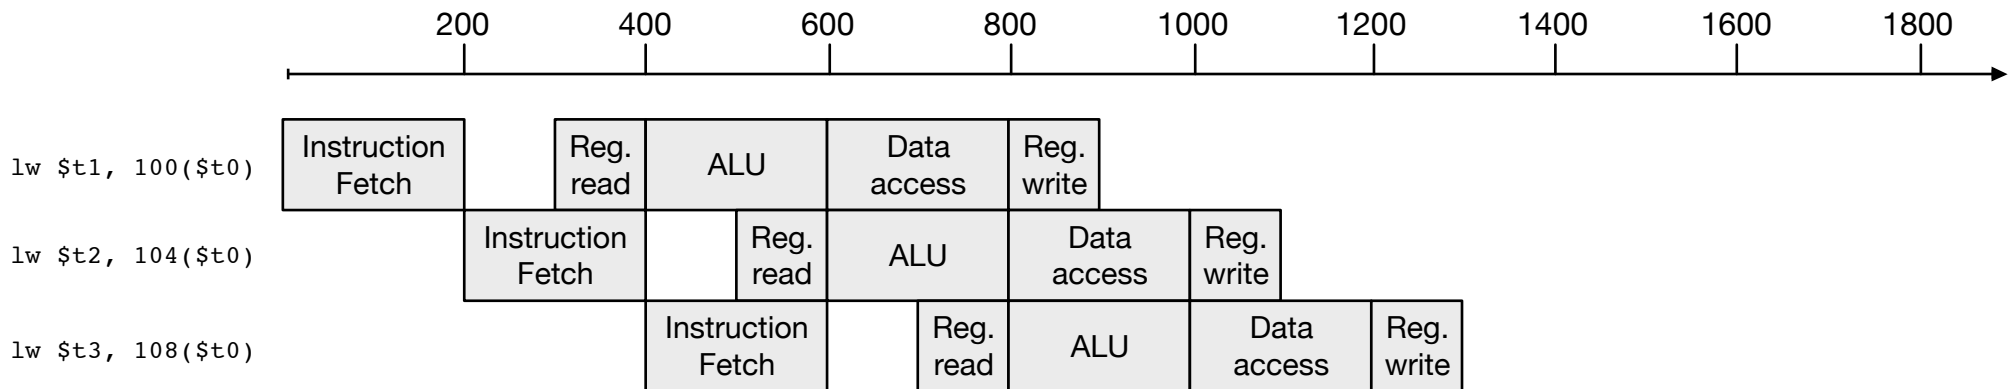 200 400 600 800 1000 1200 1400 1600 1800
lw $t1, 100($t0)
Instruction
Fetch
Reg.
read
ALU
Data
access
Reg.
write
lw $t2, 104($t0)
Instruction
Fetch
Reg.
read
ALU
Data
access
Reg.
write
lw $t3, 108($t0)
Instruction
Fetch
Reg.
read
ALU
Data
access
Reg.
write